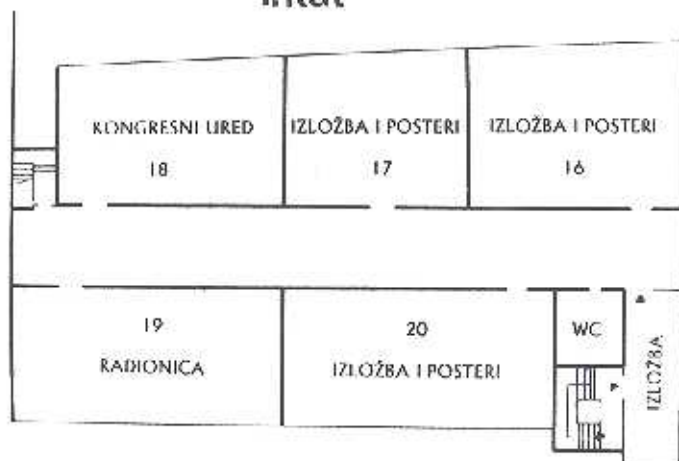 KONGRESNI URED
18
IZLOŽBA I POSTERI
17
IZLOŽBA I POSTERI
16
19
RADIONICA
20
IZLOŽBA I POSTERI
WC
IZLOŽBA